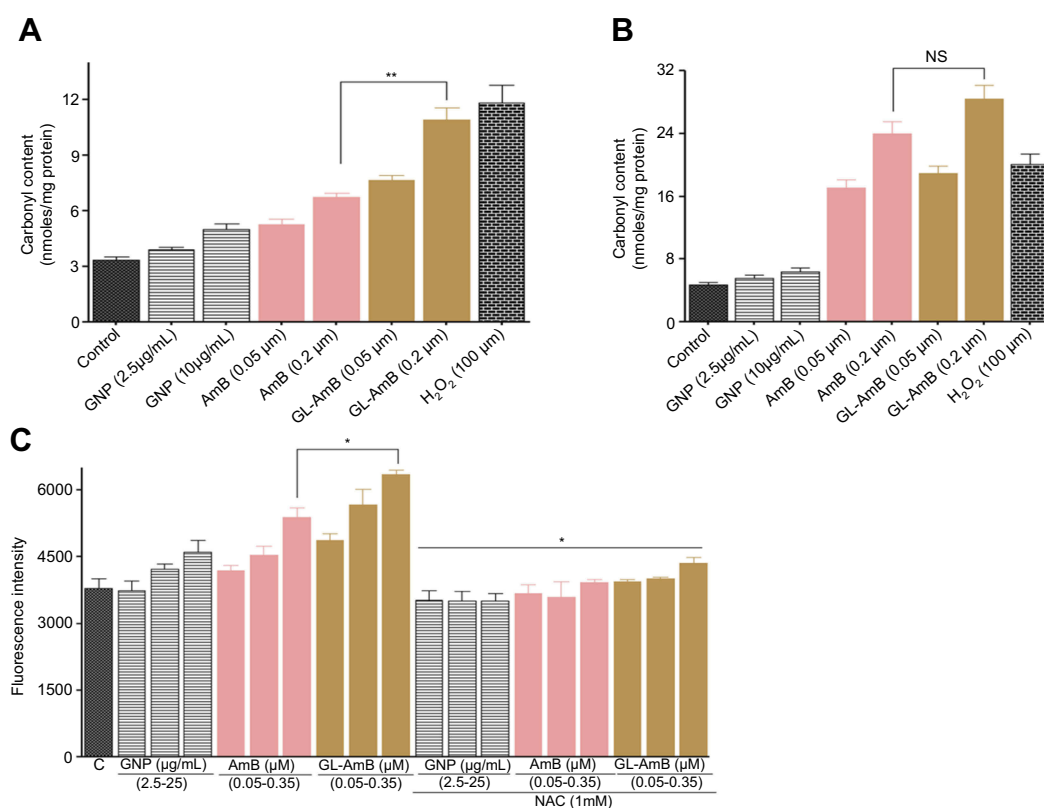 A
Carbonyl content
(nmoles/mg protein)
12
9
6
3
0
**
Control
GNP (2.5µg/mL)
GNP (10µg/mL)
AmB (0.05 µm)
AmB (0.2 µm)
GL-AmB (0.05 µm)
GL-AmB (0.2 µm)
H₂O₂ (100 µm)
B
Carbonyl content
(nmoles/mg protein)
32
24
16
8
0
NS
Control
GNP (2.5µg/mL)
GNP (10µg/mL)
AmB (0.05 µm)
AmB (0.2 µm)
GL-AmB (0.05 µm)
GL-AmB (0.2 µm)
H₂O₂ (100 µm)
C
Fluorescence intensity
6000
4500
3000
1500
0
*
*
C GNP (µg/mL) AmB (µM) GL-AmB (µM) GNP (µg/mL) AmB (µM) GL-AmB (µM)
(2.5-25) (0.05-0.35) (0.05-0.35) (2.5-25) (0.05-0.35) (0.05-0.35)
NAC (1mM)